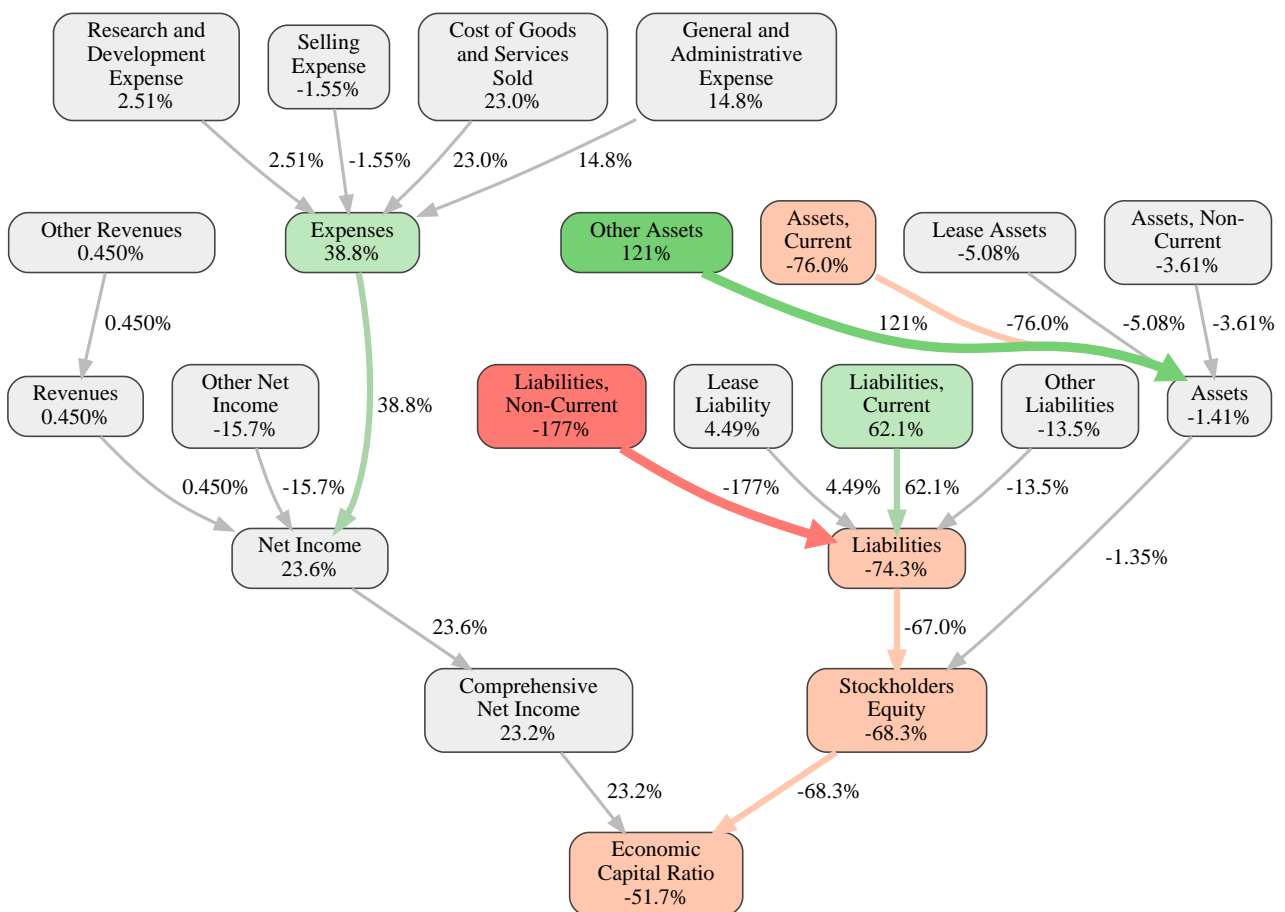 Research and
Development
Expense
2.51%
Selling
Expense
-1.55%
Cost of Goods
and Services
Sold
23.0%
General and
Administrative
Expense
14.8%
2.51%
-1.55%
23.0%
14.8%
Other Revenues
0.450%
Expenses
38.8%
Other Assets
121%
Assets,
Current
-76.0%
Lease Assets
-5.08%
Assets, Non-
Current
-3.61%
0.450%
121%
-76.0%
-5.08%
-3.61%
Revenues
0.450%
Other Net
Income
-15.7%
38.8%
Liabilities,
Non-Current
-177%
Lease
Liability
4.49%
Liabilities,
Current
62.1%
Other
Liabilities
-13.5%
Assets
-1.41%
0.450%
-15.7%
-177%
4.49%
62.1%
-13.5%
Net Income
23.6%
Liabilities
-74.3%
-1.35%
23.6%
-67.0%
Comprehensive
Net Income
23.2%
Stockholders
Equity
-68.3%
23.2%
-68.3%
Economic
Capital Ratio
-51.7%